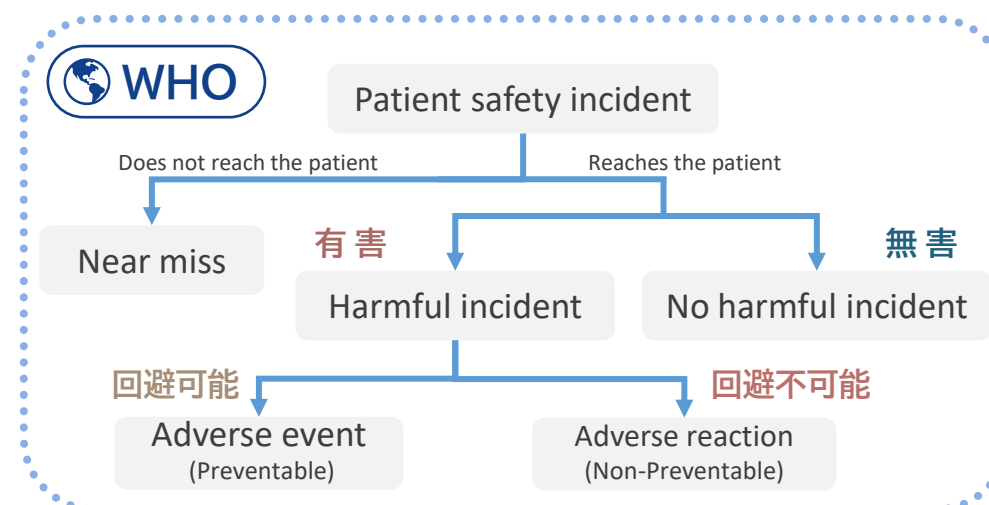 WHO
Patient safety incident
Does not reach the patient
Reaches the patient
Near miss
有害
無害
Harmful incident
No harmful incident
回避可能
回避不可能
Adverse event
(Preventable)
Adverse reaction
(Non-Preventable)